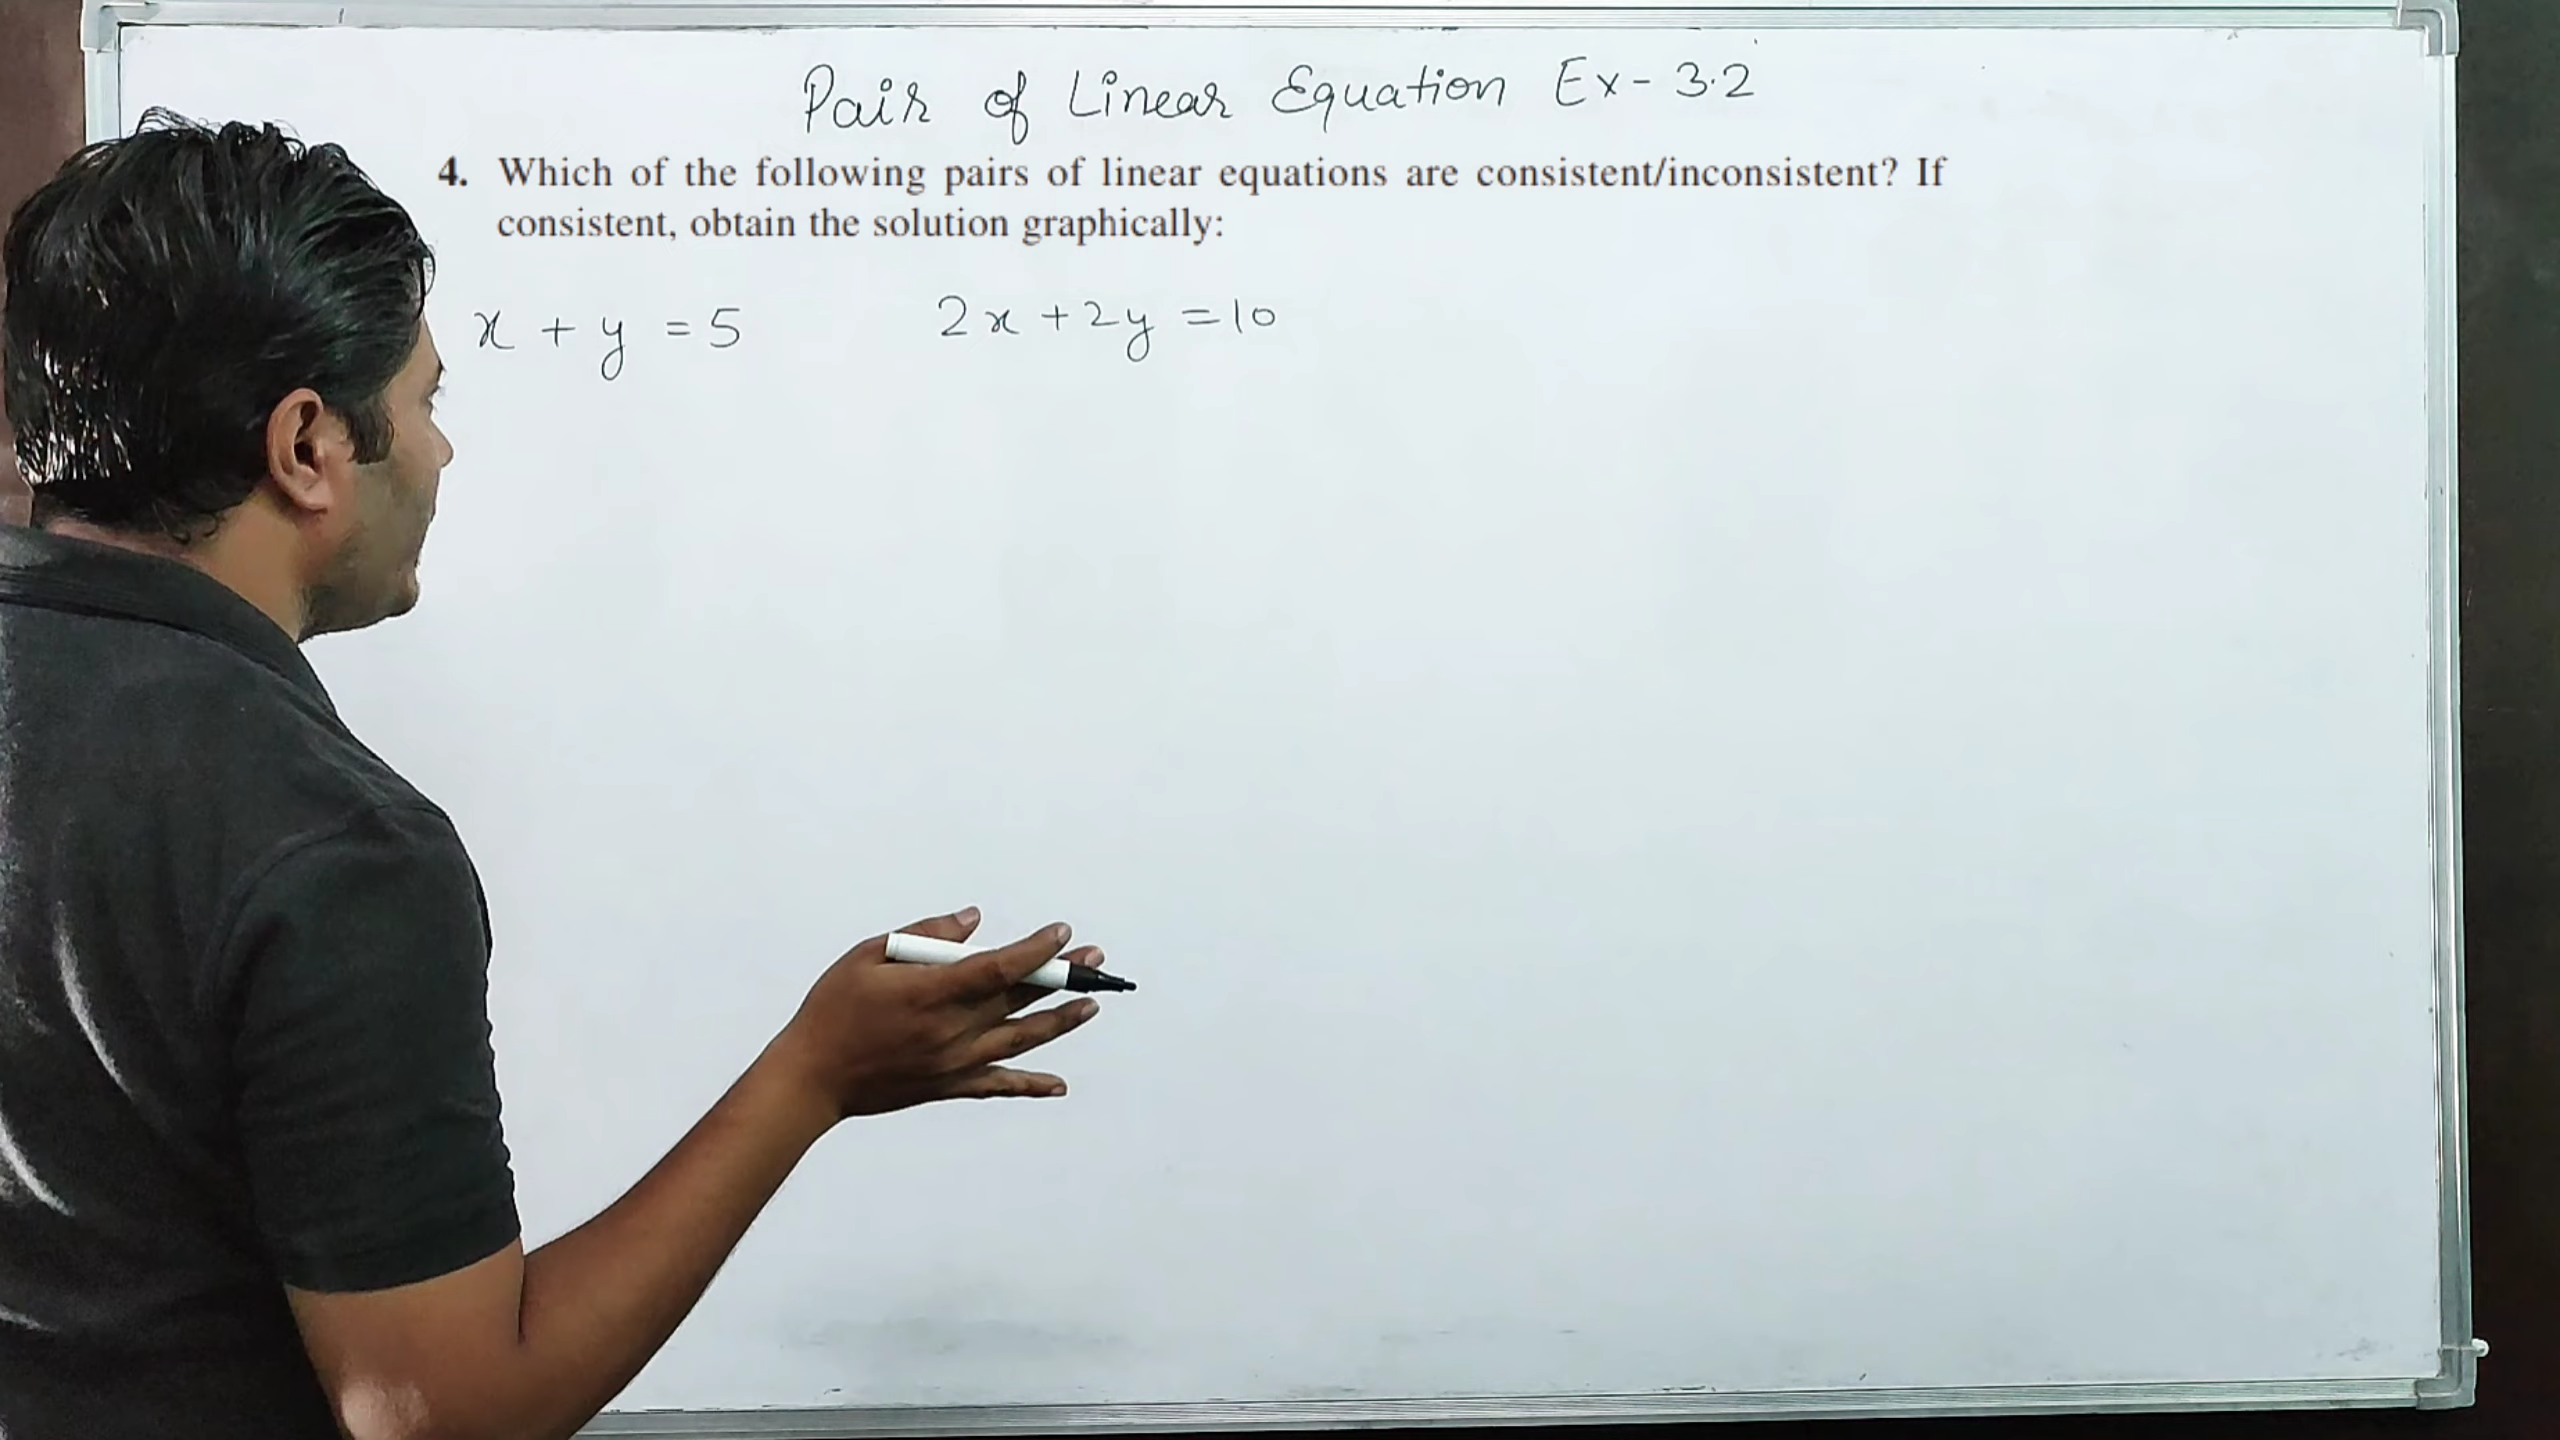 Pair of Linear Equation Ex- 3.2
4. Which of the following pairs of linear equations are consistent/inconsistent? If
consistent, obtain the solution graphically:
x + y = 5 2x + 2y = 10